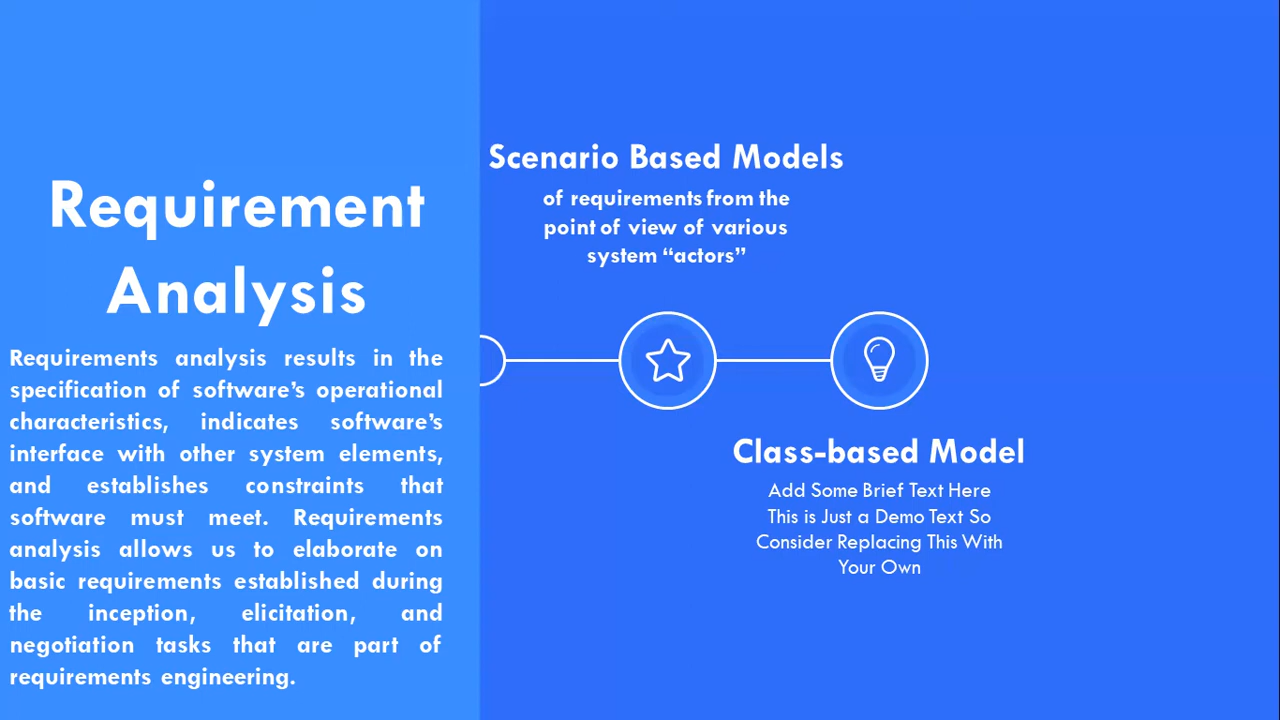 Requirement
Analysis
Requirements analysis results in the
specification of software’s operational
characteristics, indicates software’s
interface with other system elements,
and establishes constraints that
software must meet. Requirements
analysis allows us to elaborate on
basic requirements established during
the inception, elicitation, and
negotiation tasks that are part of
requirements engineering.
Scenario Based Models
of requirements from the
point of view of various
system “actors”
Class-based Model
Add Some Brief Text Here
This is Just a Demo Text So
Consider Replacing This With
Your Own